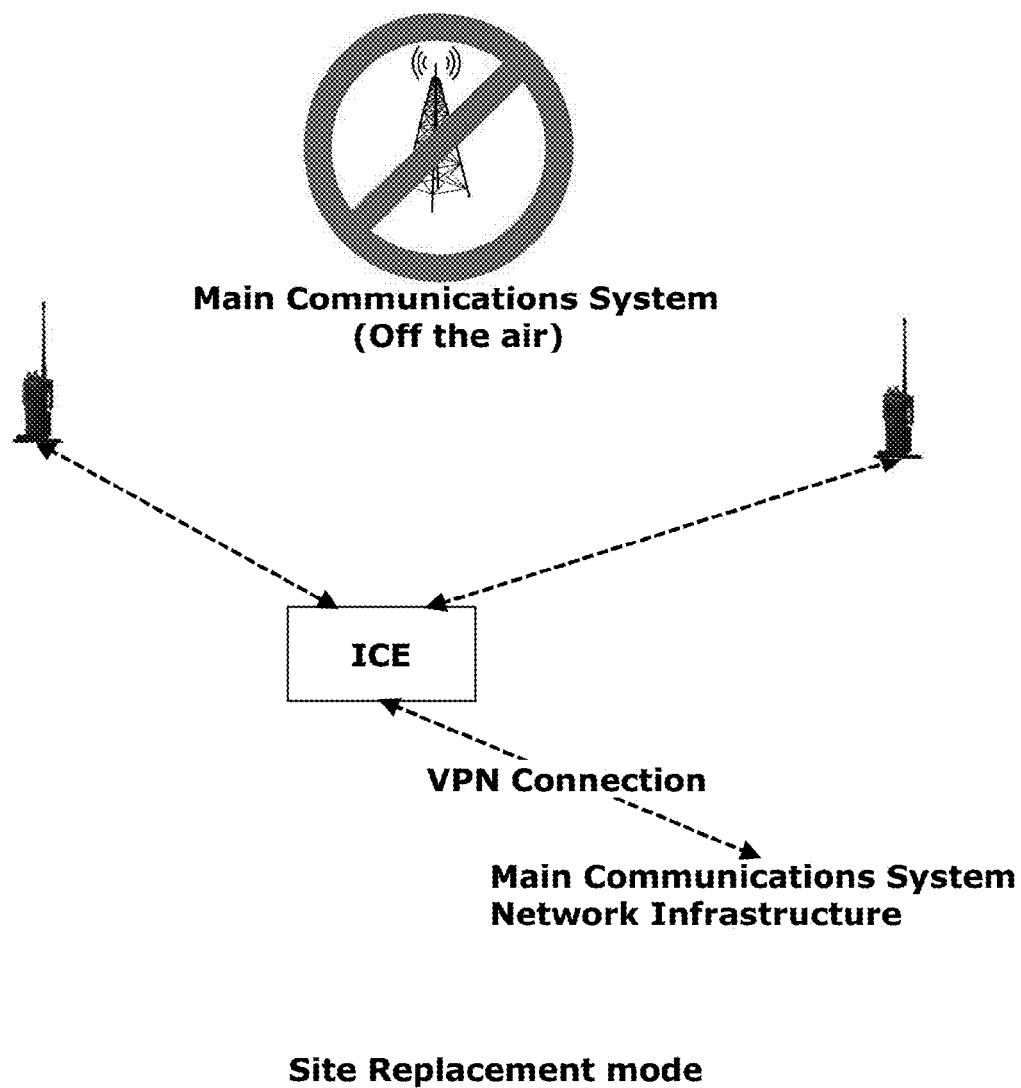 Main Communications System
(Off the air)
ICE
VPN Connection
Main Communications System
Network Infrastructure
Site Replacement mode